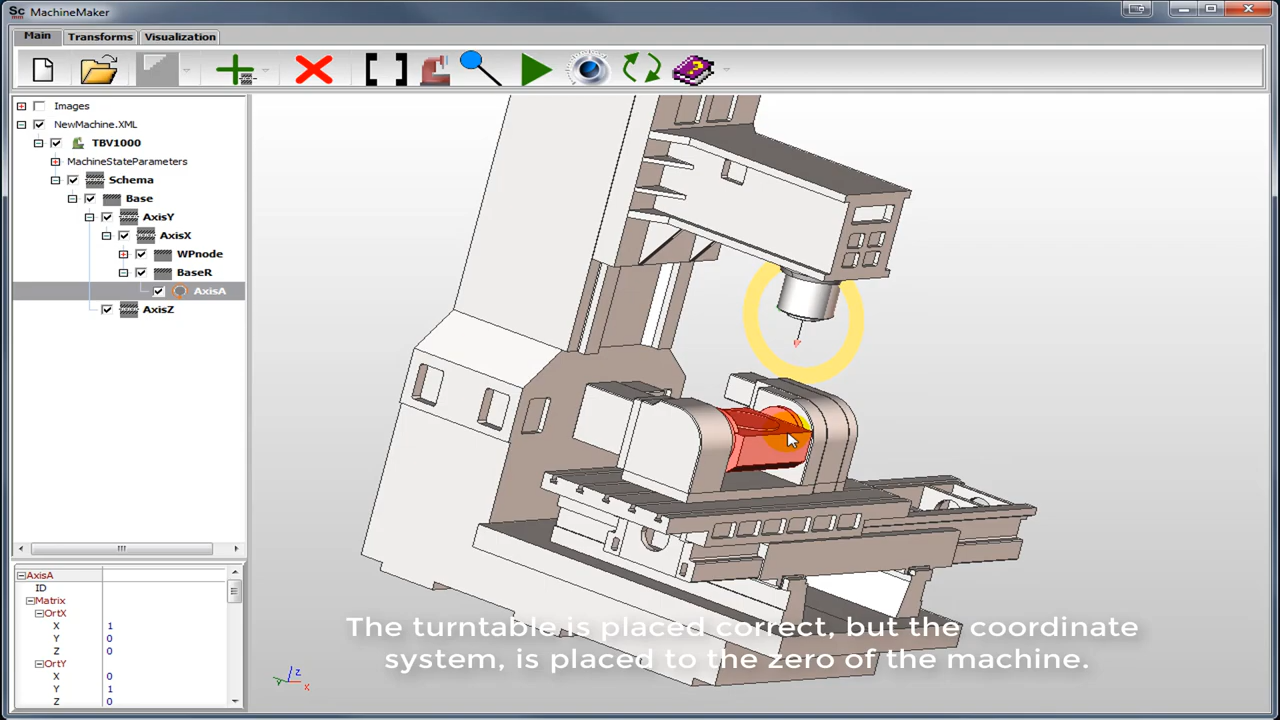 Sc MachineMaker
Main Transforms Visualization
Images
NewMachine.XML
TBV1000
MachineStateParameters
Schema
Base
AxisY
AxisX
WPnode
BaseR
AxisA
AxisZ
AxisA
ID
Matrix
OrtX
X 1
Y 0
Z 0
OrtY
X 0
Y 1
Z 0
The turntable is placed correct, but the coordinate
system, is placed to the zero of the machine.
Z
Y X